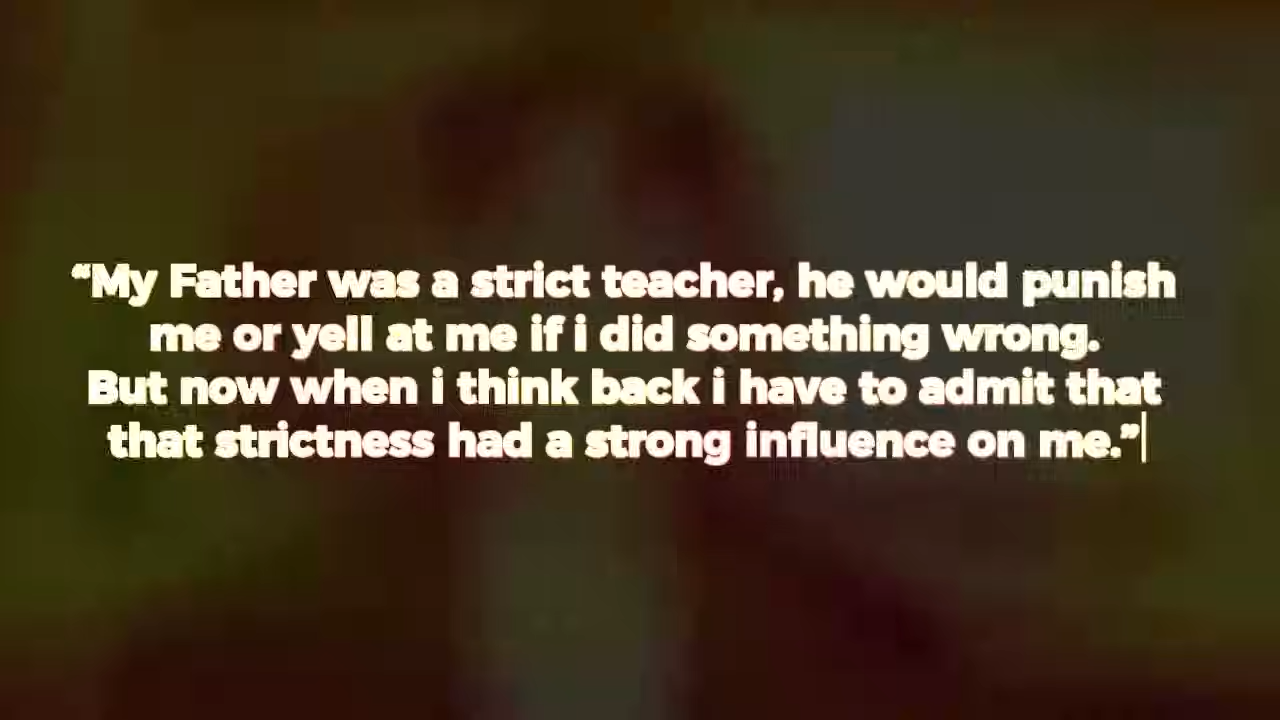 “My Father was a strict teacher, he would punish
me or yell at me if i did something wrong.
But now when i think back i have to admit that
that strictness had a strong influence on me.”